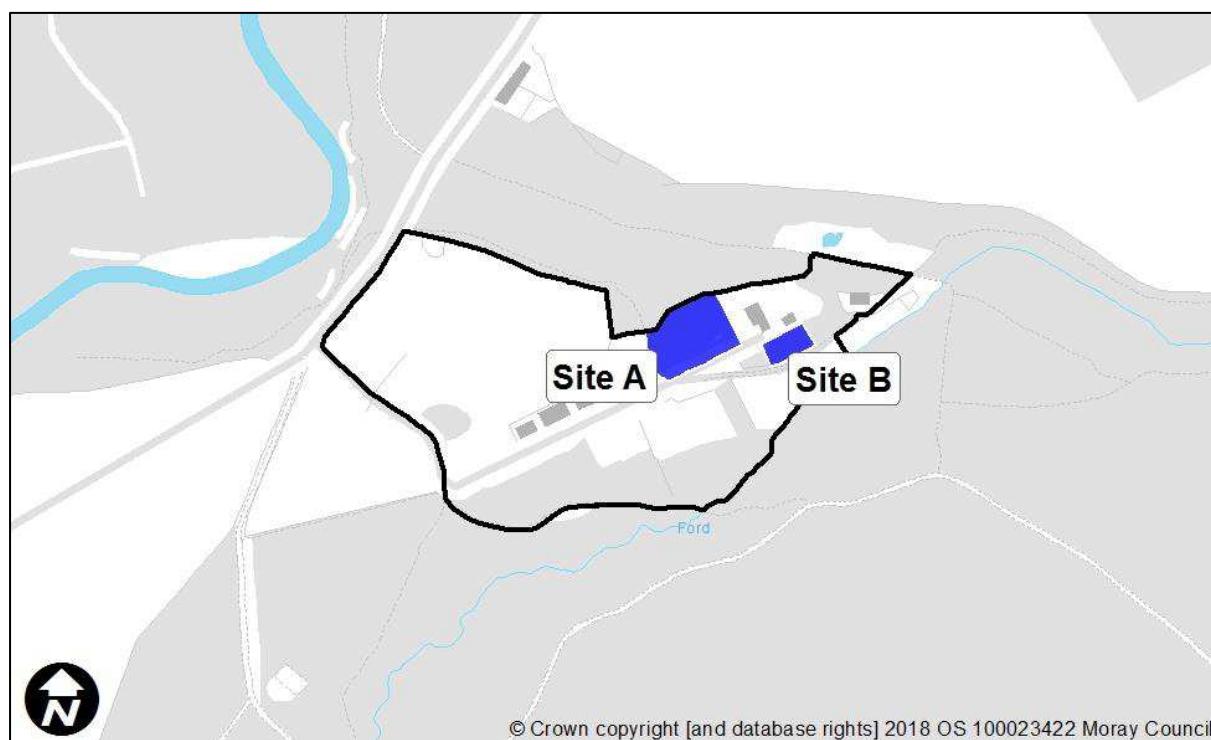 Site A
Site B
Ford
N
© Crown copyright [and database rights] 2018 OS 100023422 Moray Council